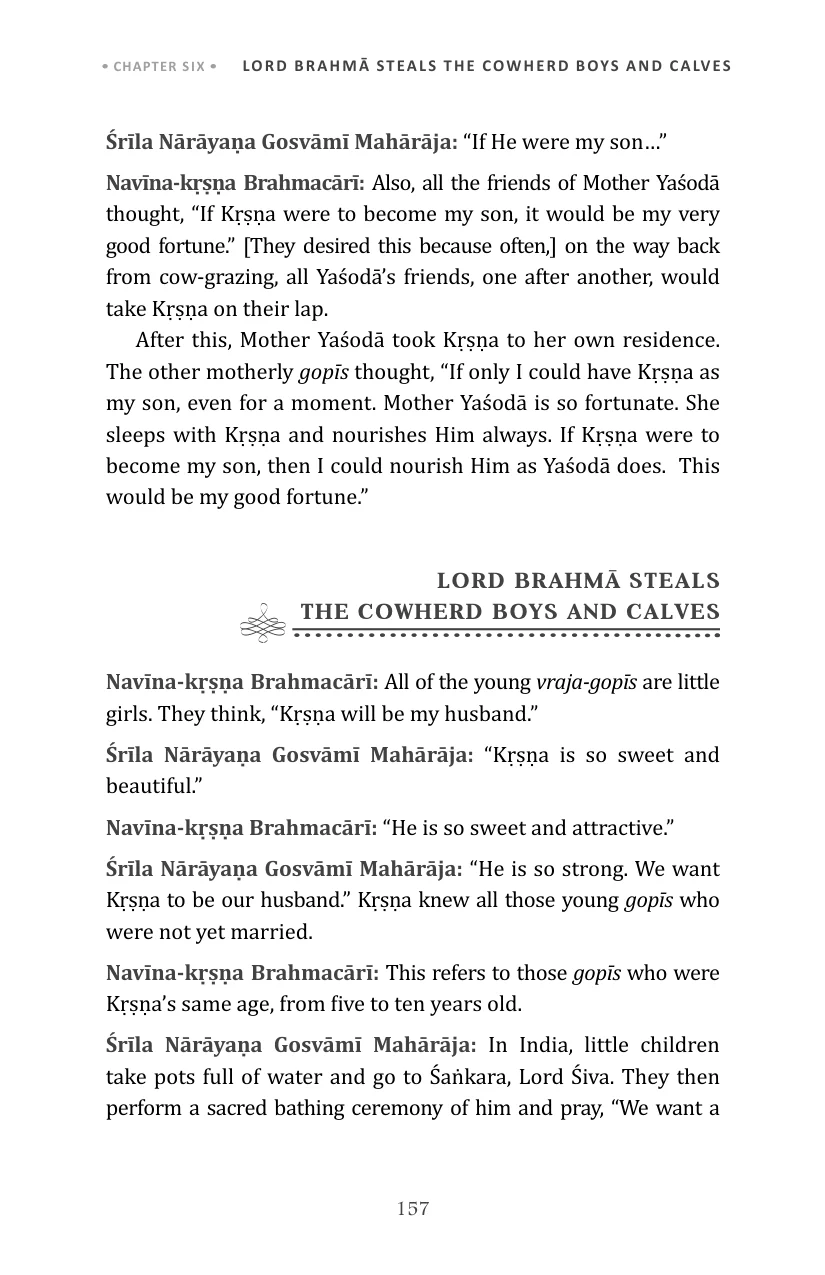 • CHAPTER SIX • LORD BRAHMĀ STEALS THE COWHERD BOYS AND CALVES
Śrīla Nārāyaṇa Gosvāmī Mahārāja: “If He were my son…”
Navīna-kṛṣṇa Brahmacārī: Also, all the friends of Mother Yaśodā
thought, “If Kṛṣṇa were to become my son, it would be my very
good fortune.” [They desired this because often,] on the way back
from cow-grazing, all Yaśodā’s friends, one after another, would
take Kṛṣṇa on their lap.
After this, Mother Yaśodā took Kṛṣṇa to her own residence.
The other motherly gopīs thought, “If only I could have Kṛṣṇa as
my son, even for a moment. Mother Yaśodā is so fortunate. She
sleeps with Kṛṣṇa and nourishes Him always. If Kṛṣṇa were to
become my son, then I could nourish Him as Yaśodā does.  This
would be my good fortune.”
LORD BRAHMĀ STEALS
THE COWHERD BOYS AND CALVES
Navīna-kṛṣṇa Brahmacārī: All of the young vraja-gopīs are little
girls. They think, “Kṛṣṇa will be my husband.”
Śrīla Nārāyaṇa Gosvāmī Mahārāja: “Kṛṣṇa is so sweet and
beautiful.”
Navīna-kṛṣṇa Brahmacārī: “He is so sweet and attractive.”
Śrīla Nārāyaṇa Gosvāmī Mahārāja: “He is so strong. We want
Kṛṣṇa to be our husband.” Kṛṣṇa knew all those young gopīs who
were not yet married.
Navīna-kṛṣṇa Brahmacārī: This refers to those gopīs who were
Kṛṣṇa’s same age, from five to ten years old.
Śrīla Nārāyaṇa Gosvāmī Mahārāja: In India, little children
take pots full of water and go to Śaṅkara, Lord Śiva. They then
perform a sacred bathing ceremony of him and pray, “We want a
157